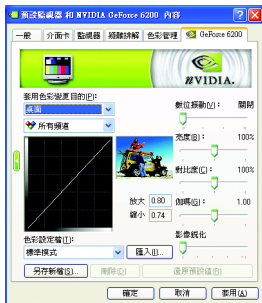 預設監視器 和 NVIDIA GeForce 6200 內容
一般 介面卡 監視器 疑難排解 色彩管理 GeForce 6200
nVIDIA.
套用色彩變更目的(P):
桌面
所有頻道
數位振動(V): 關閉
亮度(B): 100%
對比度(C): 100%
伽瑪(G): 1.00
放大 0.80
縮小 0.74
影像銳化
色彩設定檔(T):
標準模式
匯入(I)...
另存新檔(S)...
刪除(D)
還原預設值(R)
確定
取消
套用(A)